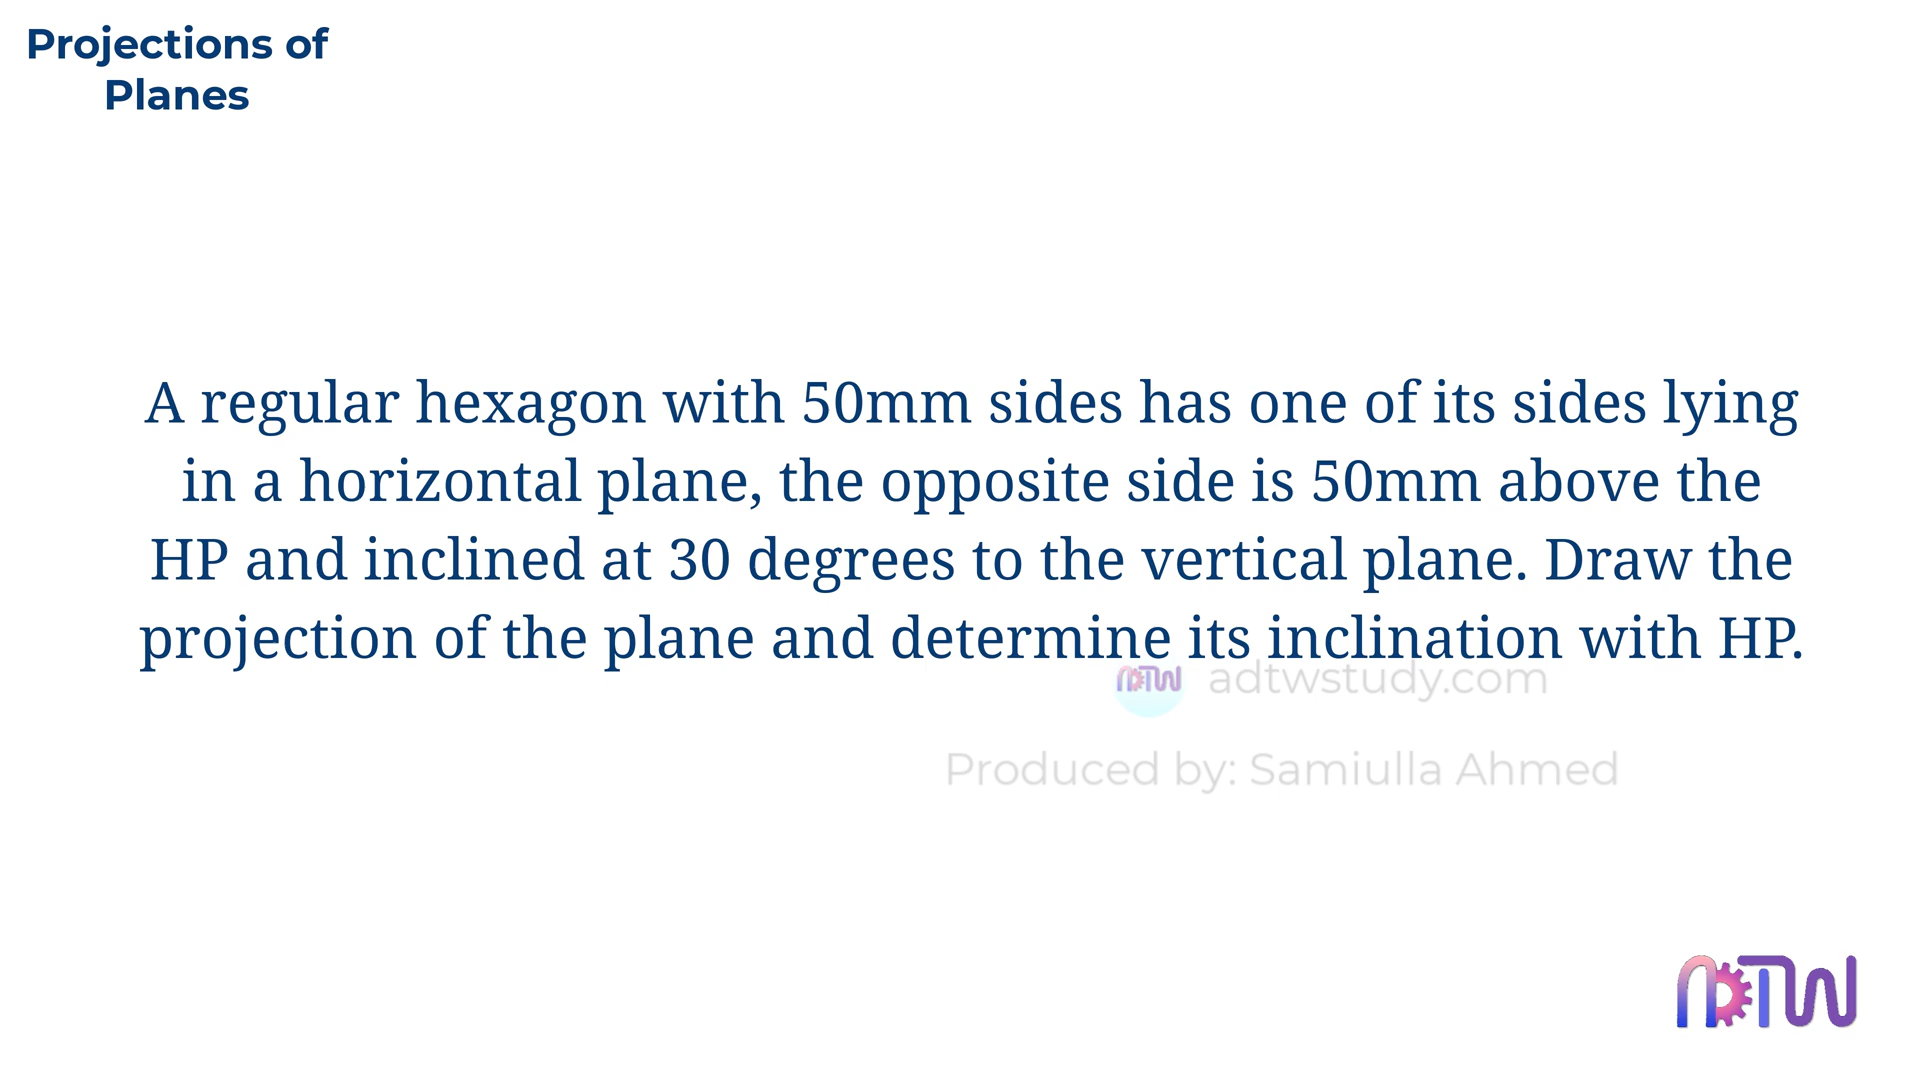 Projections of
Planes
A regular hexagon with 50mm sides has one of its sides lying
in a horizontal plane, the opposite side is 50mm above the
HP and inclined at 30 degrees to the vertical plane. Draw the
projection of the plane and determine its inclination with HP.
ADTW adtwstudy.com
Produced by: Samiulla Ahmed
ADTW